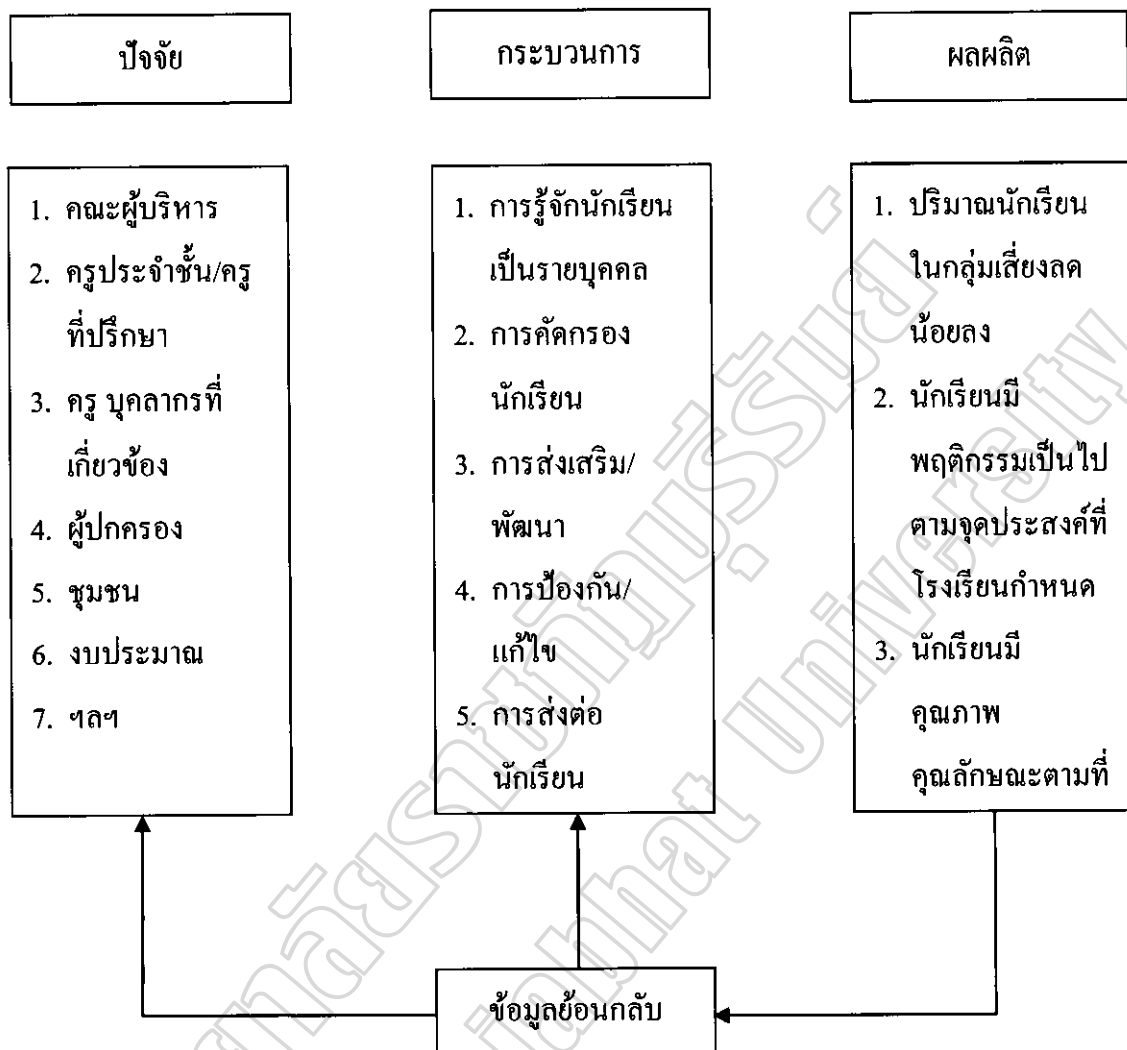 ปัจจัย
กระบวนการ
ผลผลิต
1. คณะผู้บริหาร
2. ครูประจำชั้น/ครู
ที่ปรึกษา
3. ครู บุคลากรที่
เกี่ยวข้อง
4. ผู้ปกครอง
5. ชุมชน
6. งบประมาณ
7. ฯลฯ
1. การรู้จักนักเรียน
เป็นรายบุคคล
2. การคัดกรอง
นักเรียน
3. การส่งเสริม/
พัฒนา
4. การป้องกัน/
แก้ไข
5. การส่งต่อ
นักเรียน
1. ปริมาณนักเรียน
ในกลุ่มเสี่ยงลด
น้อยลง
2. นักเรียนมี
พฤติกรรมเป็นไป
ตามจุดประสงค์ที่
โรงเรียนกำหนด
3. นักเรียนมี
คุณภาพ
คุณลักษณะตามที่
ข้อมูลย้อนกลับ